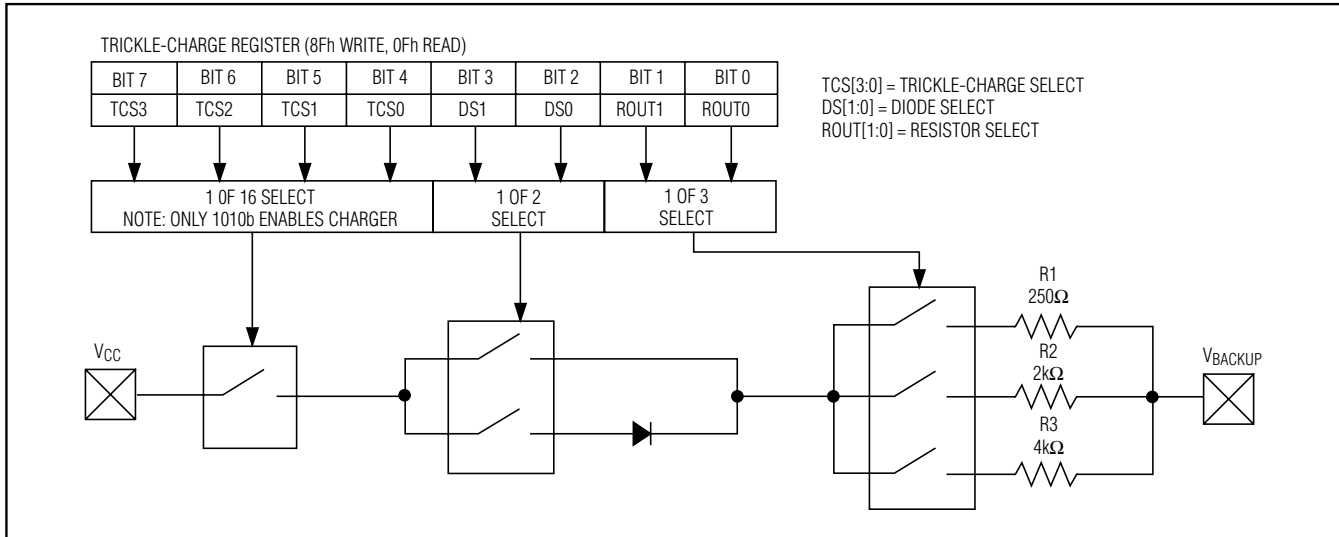 TRICKLE-CHARGE REGISTER (8Fh WRITE, 0Fh READ)
BIT 7 BIT 6 BIT 5 BIT 4 BIT 3 BIT 2 BIT 1 BIT 0
TCS3 TCS2 TCS1 TCS0 DS1 DS0 ROUT1 ROUT0
TCS[3:0] = TRICKLE-CHARGE SELECT
DS[1:0] = DIODE SELECT
ROUT[1:0] = RESISTOR SELECT
1 0F 16 SELECT
NOTE: ONLY 1010b ENABLES CHARGER
1 OF 2
SELECT
1 OF 3
SELECT
R1
250Ω
R2
2kΩ
R3
4kΩ
VCC
VBACKUP